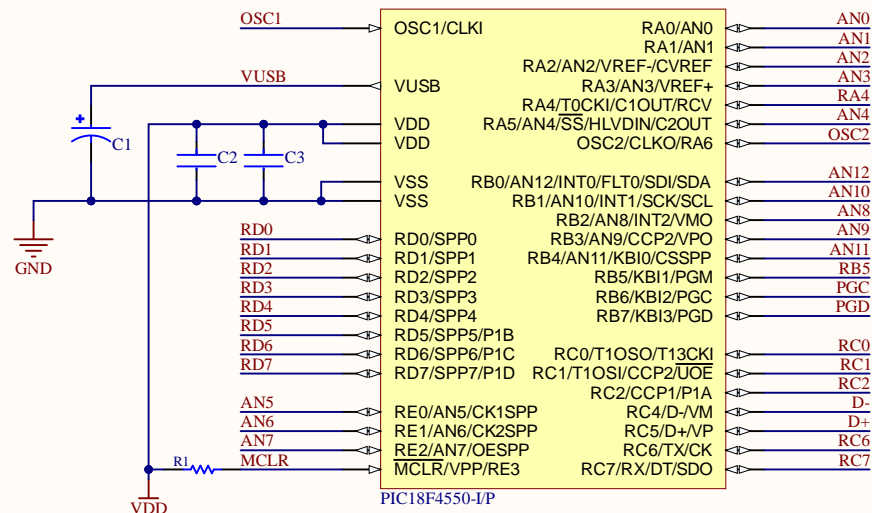 OSC1 OSC1/CLKI RA0/AN0 AN0
RA1/AN1 AN1
RA2/AN2/VREF-/CVREF AN2
VUSB VUSB RA3/AN3/VREF+ AN3
RA4/T0CKI/C1OUT/RCV RA4
VDD RA5/AN4/SS/HLVDIN/C2OUT AN4
C1 C2 C3 VDD OSC2/CLKO/RA6 OSC2
VSS RB0/AN12/INT0/FLT0/SDI/SDA AN12
VSS RB1/AN10/INT1/SCK/SCL AN10
RB2/AN8/INT2/VMO AN8
RD0 RD0/SPP0 RB3/AN9/CCP2/VPO AN9
RD1 RD1/SPP1 RB4/AN11/KBI0/CSSPP AN11
GND RD2 RD2/SPP2 RB5/KBI1/PGM RB5
RD3 RD3/SPP3 RB6/KBI2/PGC PGC
RD4 RD4/SPP4 RB7/KBI3/PGD PGD
RD5 RD5/SPP5/P1B
RD6 RD6/SPP6/P1C RC0/T1OSO/T13CKI RC0
RD7 RD7/SPP7/P1D RC1/T1OSI/CCP2/UOE RC1
RC2/CCP1/P1A RC2
AN5 RE0/AN5/CK1SPP RC4/D-/VM D-
AN6 RE1/AN6/CK2SPP RC5/D+/VP D+
AN7 RE2/AN7/OESPP RC6/TX/CK RC6
R1 MCLR MCLR/VPP/RE3 RC7/RX/DT/SDO RC7
VDD PIC18F4550-I/P